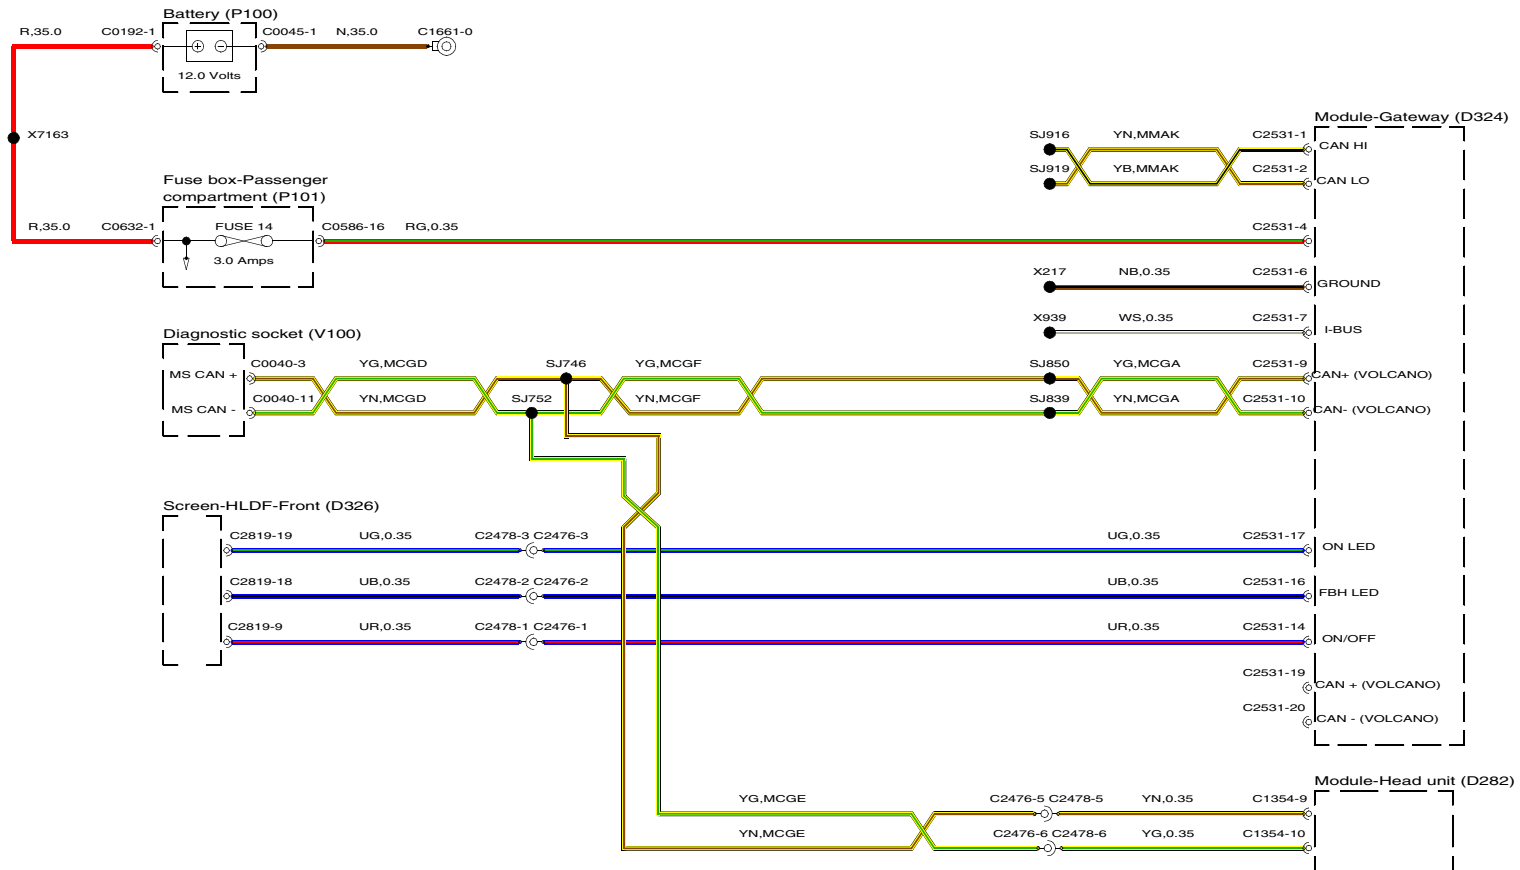 Battery (P100)
R,35.0 C0192-1 C0045-1 N,35.0 C1661-0
12.0 Volts
X7163
Module-Gateway (D324)
SJ916 YN,MMAK C2531-1 CAN HI
SJ919 YB,MMAK C2531-2 CAN LO
Fuse box-Passenger
compartment (P101)
R,35.0 C0632-1 FUSE 14 C0586-16 RG,0.35 C2531-4
3.0 Amps
X217 NB,0.35 C2531-6 GROUND
X939 WS,0.35 C2531-7 I-BUS
Diagnostic socket (V100)
MS CAN + C0040-3 YG,MCGD SJ746 YG,MCGF SJ850 YG,MCGA C2531-9 CAN+ (VOLCANO)
MS CAN - C0040-11 YN,MCGD SJ752 YN,MCGF SJ839 YN,MCGA C2531-10 CAN- (VOLCANO)
Screen-HLDF-Front (D326)
C2819-19 UG,0.35 C2478-3 C2476-3 UG,0.35 C2531-17 ON LED
C2819-18 UB,0.35 C2478-2 C2476-2 UB,0.35 C2531-16 FBH LED
C2819-9 UR,0.35 C2478-1 C2476-1 UR,0.35 C2531-14 ON/OFF
C2531-19 CAN + (VOLCANO)
C2531-20 CAN - (VOLCANO)
Module-Head unit (D282)
YG,MCGE C2476-5 C2478-5 YN,0.35 C1354-9
YN,MCGE C2476-6 C2478-6 YG,0.35 C1354-10